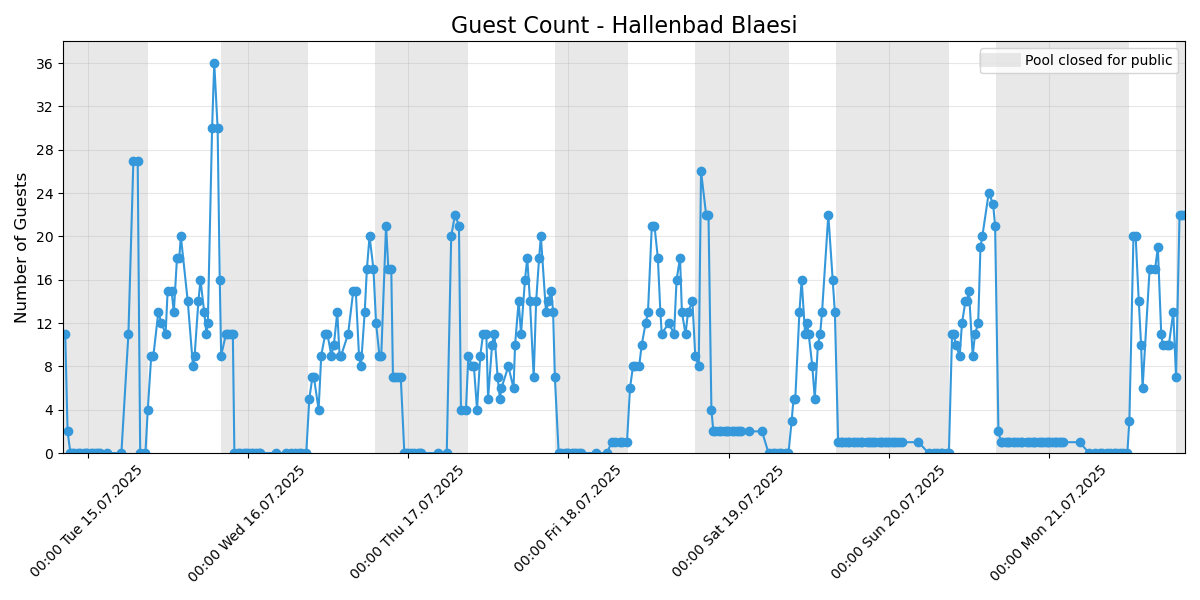 Guest Count - Hallenbad Blaesi
Pool closed for public
Number of Guests
36
32
28
24
20
16
12
8
4
0
00:00 Tue 15.07.2025
00:00 Wed 16.07.2025
00:00 Thu 17.07.2025
00:00 Fri 18.07.2025
00:00 Sat 19.07.2025
00:00 Sun 20.07.2025
00:00 Mon 21.07.2025